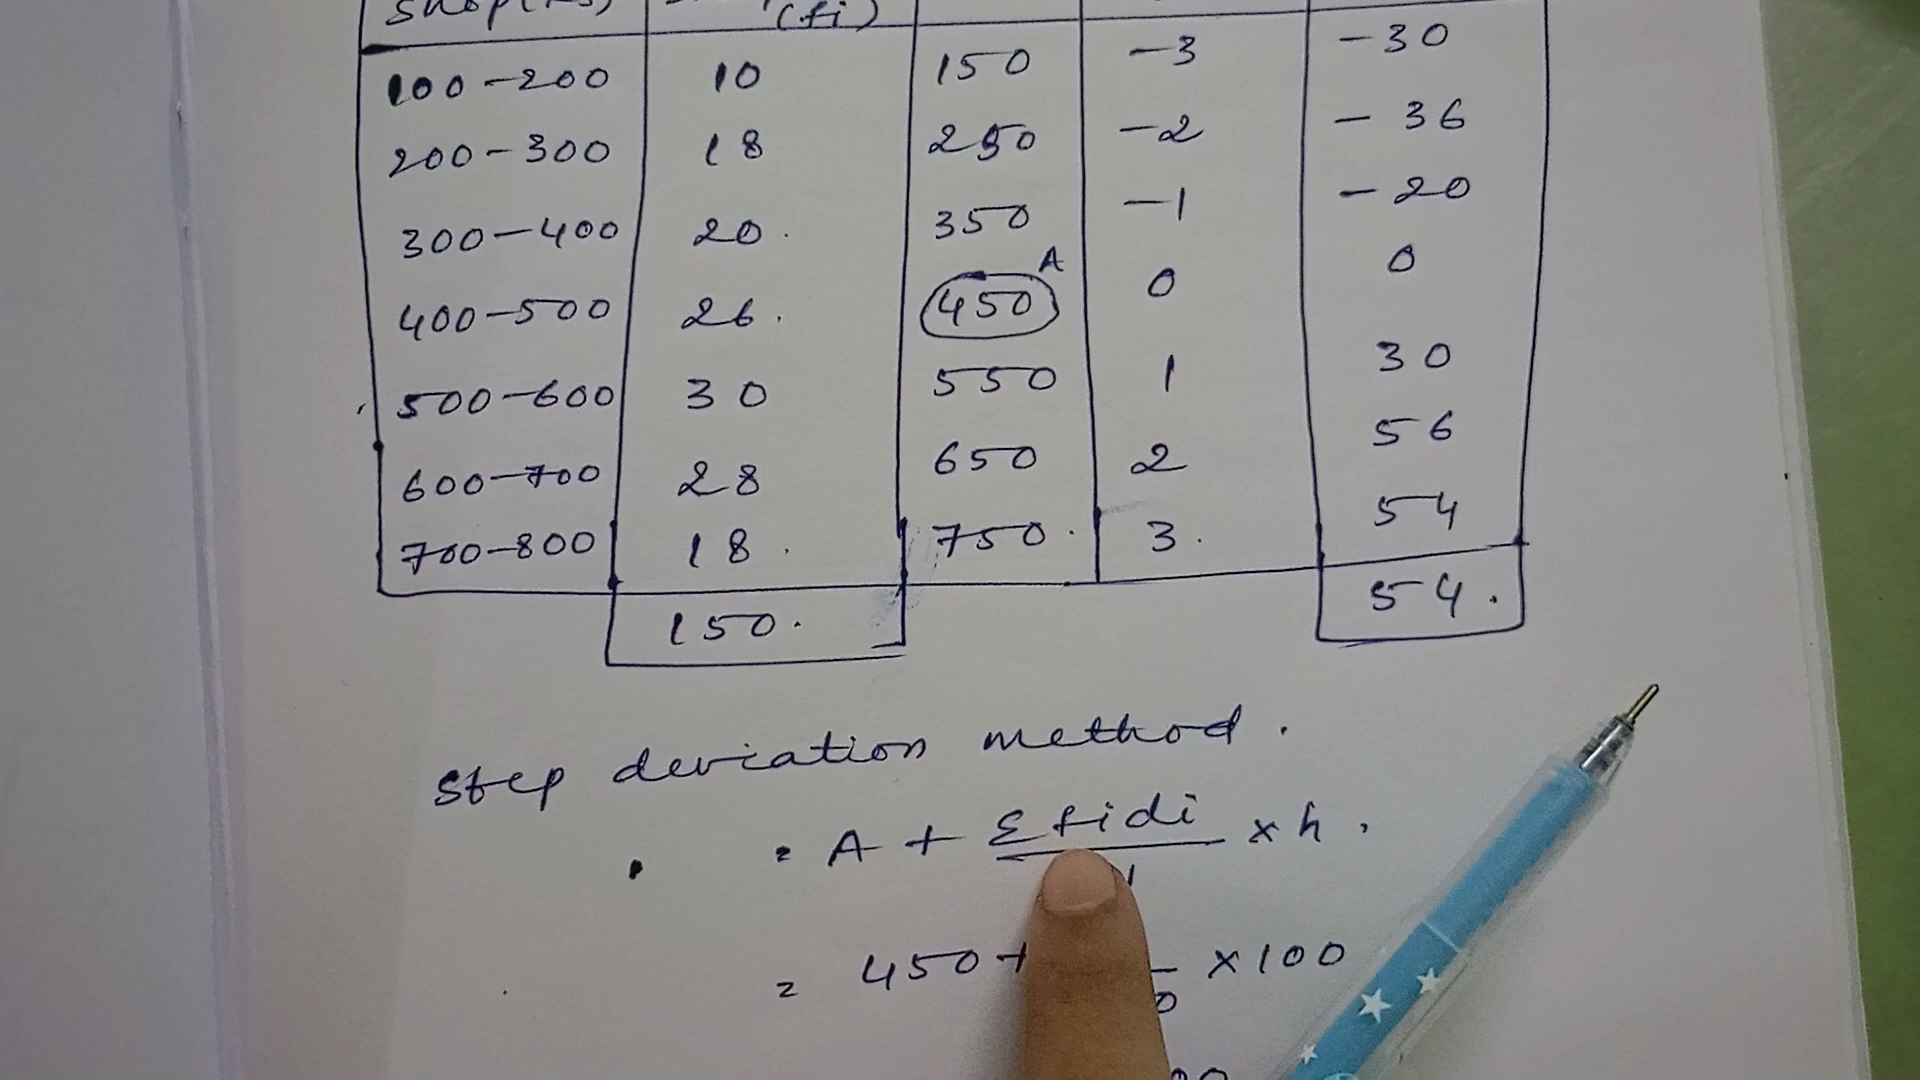 (fi)
100-200 10 150 -3 -30
200-300 18 250 -2 -36
300-400 20. 350 -1 -20
A
400-500 26. 450 0 0
500-600 30 550 1 30
600-700 28 650 2 56
700-800 18. 750. 3. 54
150. 54.
Step deviation method.
= A + Σfidi × h.
= 450+ × 100